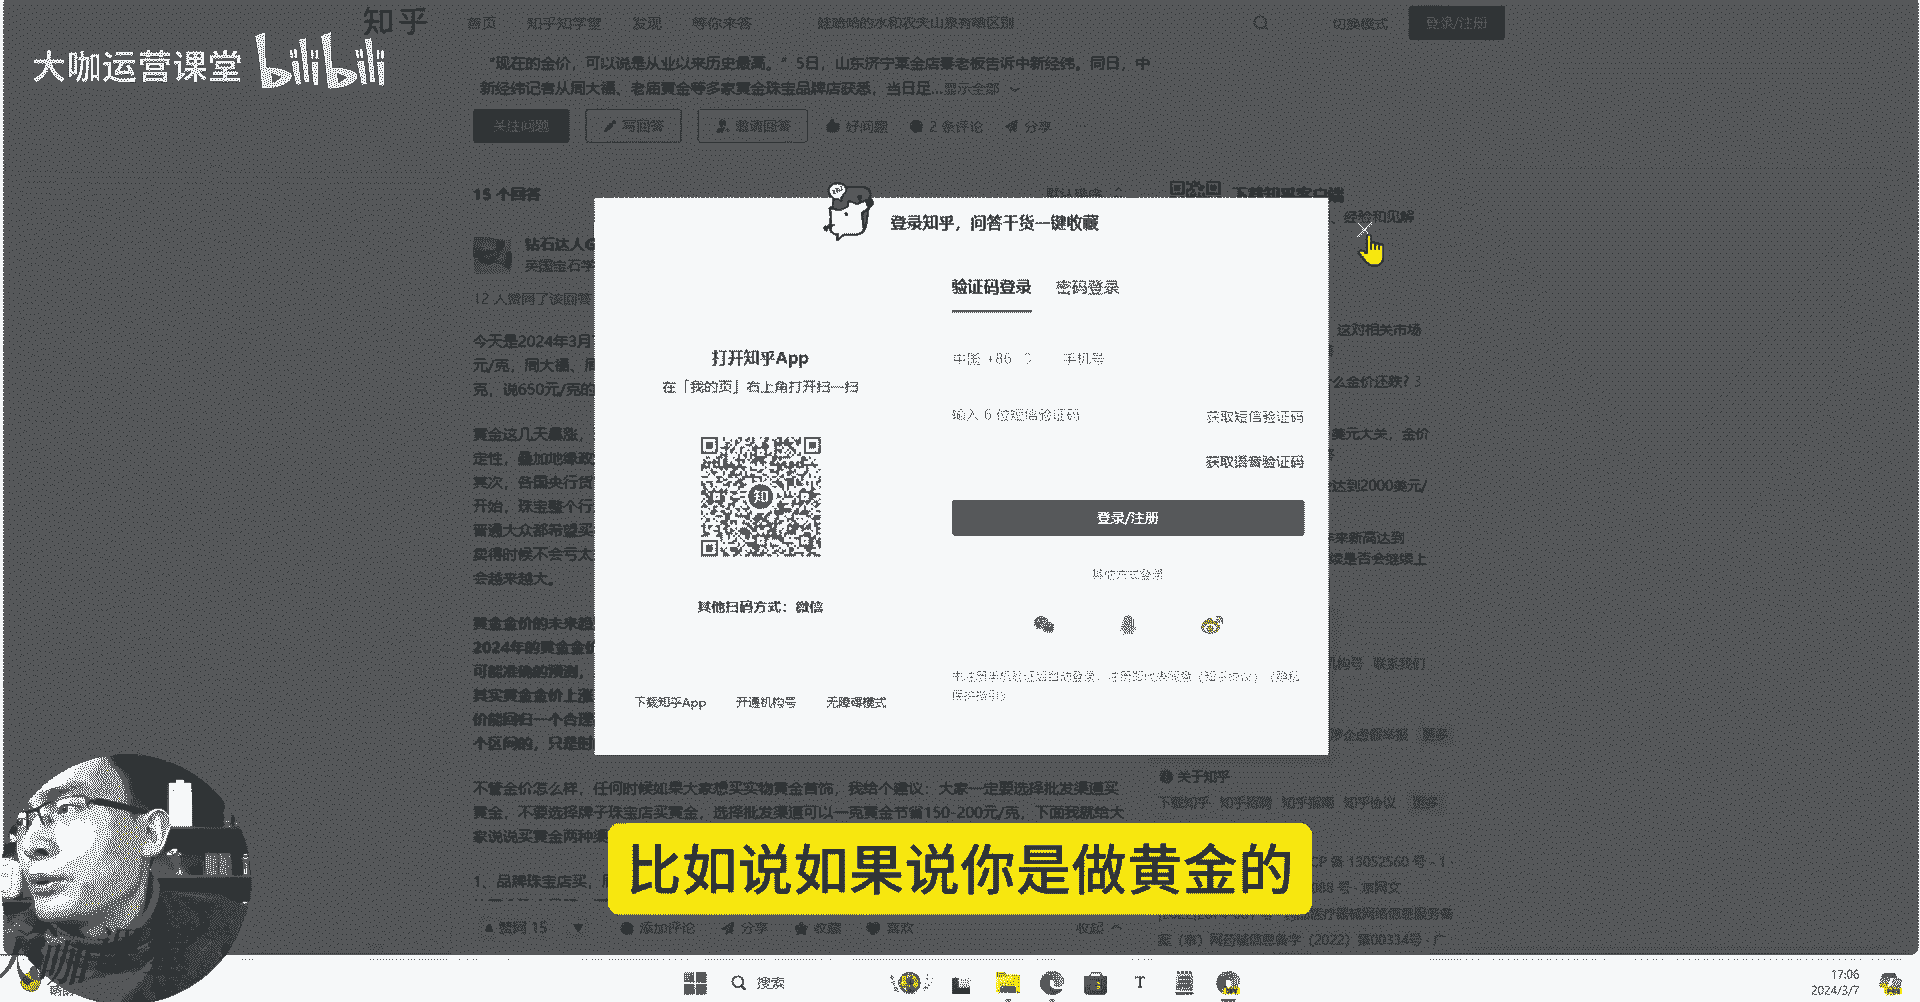 知乎
首页 知乎知学堂 发现 等你来答 娃哈哈的水和农夫山泉有啥区别 切换模式 登录/注册
大咖运营课堂 bilibili
“现在的金价，可以说是从业以来历史最高。”5日，山东济宁某金店秦老板告诉中新经纬。同日，中
新经纬记者从周大福、老庙黄金等多家黄金珠宝品牌店获悉，当日足...显示全部
关注问题 写回答 邀请回答 好问题 2 条评论 分享
15 个回答 默认排序
下载知乎客户端
、经验和见解
钻石达人G
英国宝石学
12 人赞同了该回答
今天是2024年3月
元/克，周大福、
克，说650元/克的
黄金这几天暴涨，
定性，叠加地缘政
其次，各国央行货
开始，珠宝整个行
普通大众都希望买
卖得时候不会亏太
会越来越大。
黄金金价的未来趋
2024年的黄金金价
可能准确的预测，
其实黄金金价上涨
价能回归一个合理
个区间的，只是时
登录知乎，问答干货一键收藏
验证码登录 密码登录
打开知乎App
在「我的页」右上角打开扫一扫
知
其他扫码方式：微信
下载知乎App 开通机构号 无障碍模式
中国 +86 手机号
输入 6 位短信验证码 获取短信验证码
获取语音验证码
登录/注册
其他方式登录
未注册手机验证后自动登录，注册即代表同意《知乎协议》《隐私
保护指引》
这对相关市场
什么金价还跌？3
美元大关，金价
达到2000美元/
年来新高达到
续是否会继续上
机构号 联系我们
涉企虚假举报 更多
关于知乎
下载知乎 知乎招聘 知乎指南 知乎协议 更多
不管金价怎么样，任何时候如果大家想买实物黄金首饰，我给个建议：大家一定要选择批发渠道买
黄金，不要选择牌子珠宝店买黄金，选择批发渠道可以一克黄金节省150-200元/克，下面我就给大
家说说买黄金两种
1、品牌珠宝店买，
比如说如果说你是做黄金的
CP 备 13052560 号 - 1 ·
088 号 · 京网文
药品医疗器械网络信息服务备
案（京）网药械信息备字（2022）第00334号 · 广
赞同 15 添加评论 分享 收藏 喜欢 收起
搜索
T
17:06
2024/3/7